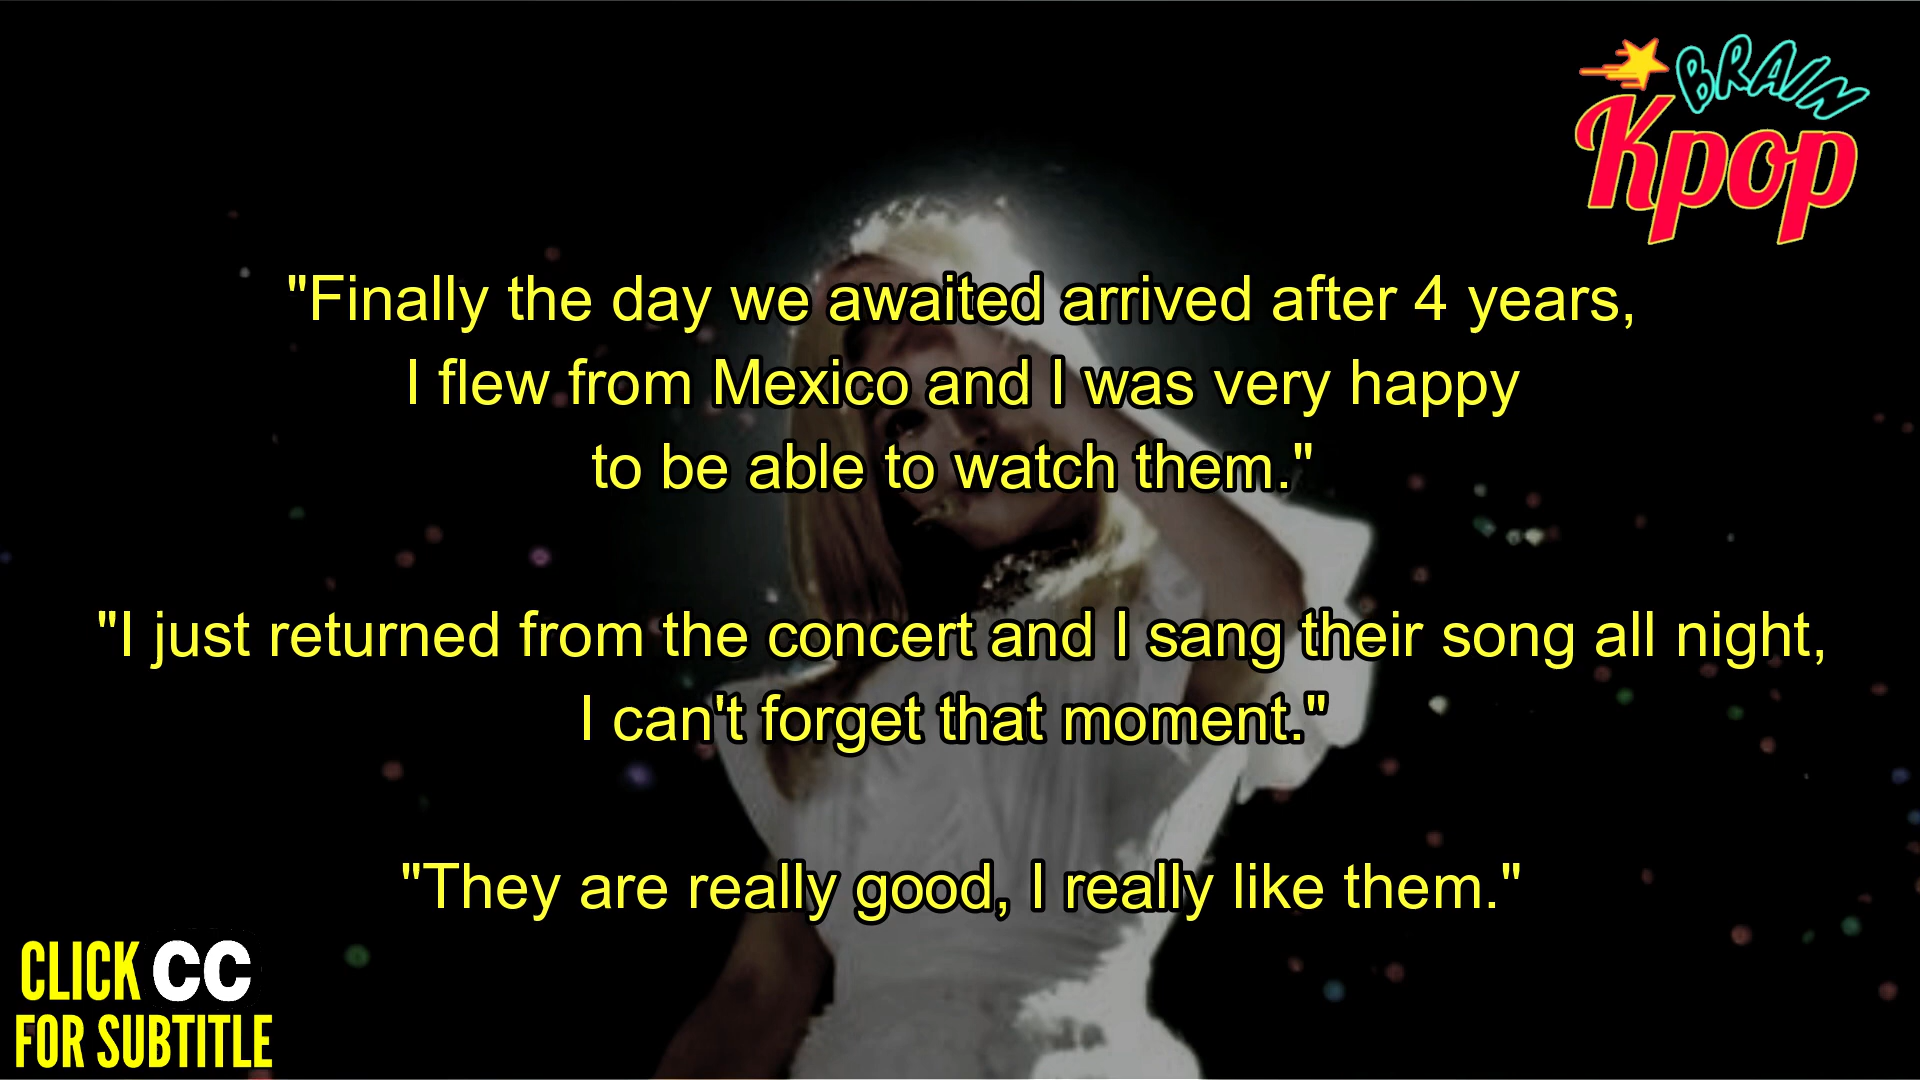 BRAIN
Kpop
"Finally the day we awaited arrived after 4 years,
I flew from Mexico and I was very happy
to be able to watch them."
"I just returned from the concert and I sang their song all night,
I can't forget that moment."
"They are really good, I really like them."
CLICK CC
FOR SUBTITLE